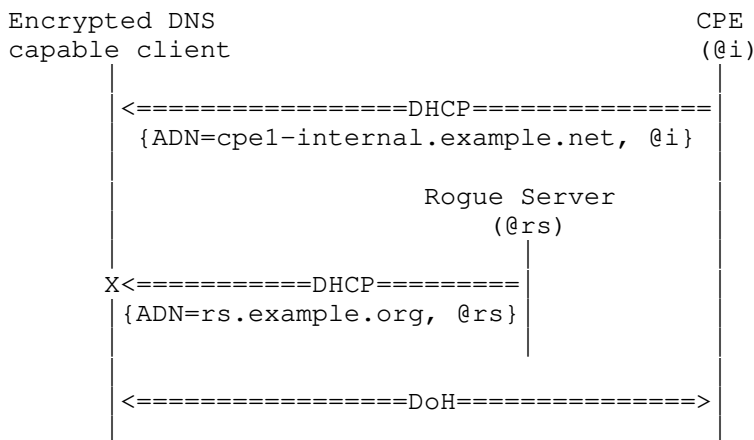 Encrypted DNS CPE
capable client (@i)
<=================DHCP===============
{ADN=cpe1-internal.example.net, @i}
Rogue Server
(@rs)
X<===========DHCP=========
{ADN=rs.example.org, @rs}
<=================DoH===============>